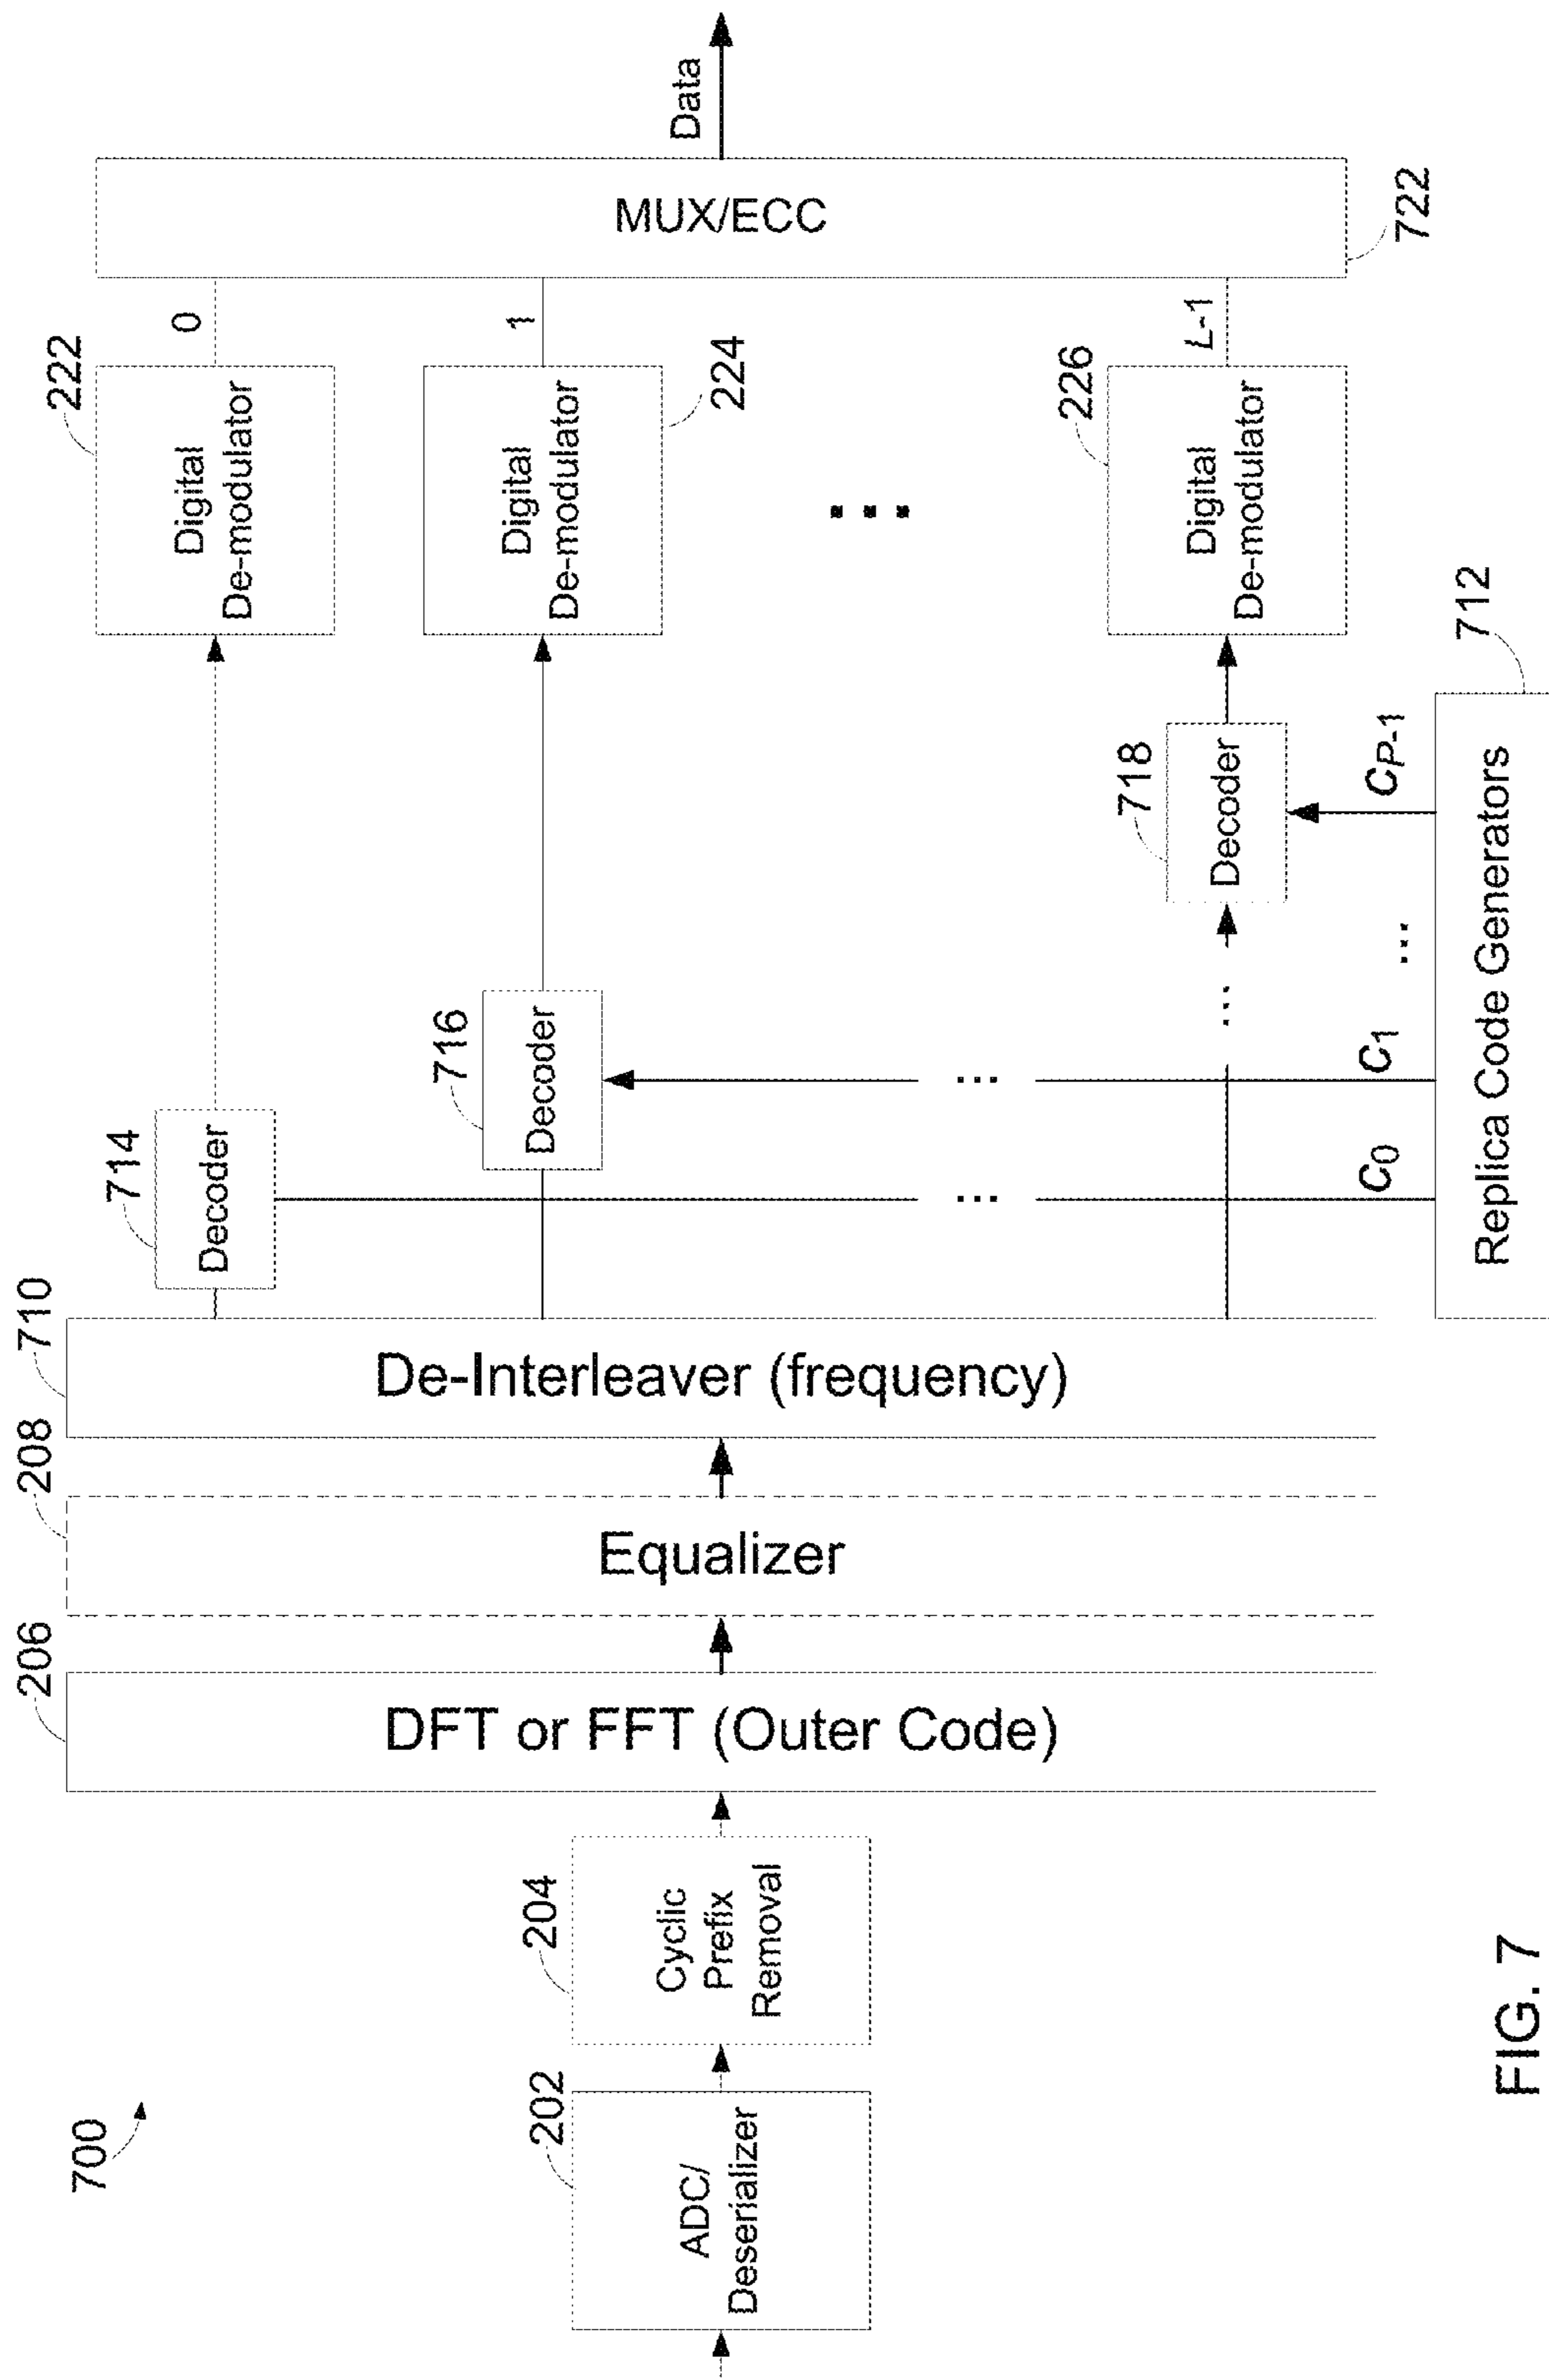 700
202
ADC/
Deserializer
204
Cyclic
Prefix
Removal
206
DFT or FFT (Outer Code)
208
Equalizer
710
De-Interleaver (frequency)
714
Decoder
716
Decoder
...
718
Decoder
...
...
C0
C1
...
CP-1
Replica Code Generators
712
222
Digital
De-modulator
0
224
Digital
De-modulator
1
...
226
Digital
De-modulator
L-1
MUX/ECC
722
Data
FIG. 7